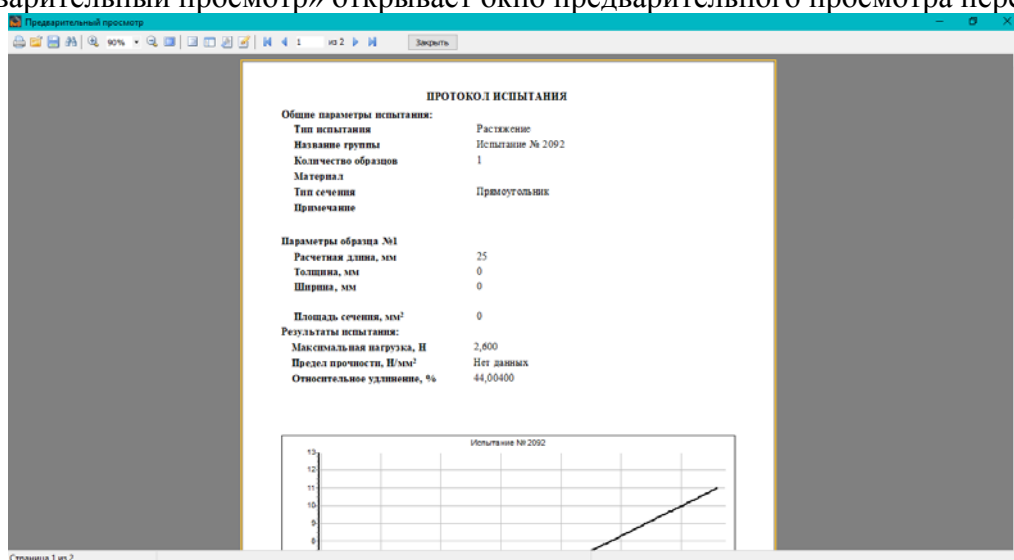 варительный просмотр» открывает окно предварительного просмотра пере
Предварительный просмотр
90% 1 из 2 Закрыть
ПРОТОКОЛ ИСПЫТАНИЯ
Общие параметры испытания:
Тип испытания Растяжение
Название группы Испытание № 2092
Количество образцов 1
Материал
Тип сечения Прямоугольник
Примечание
Параметры образца №1
Расчетная длина, мм 25
Толщина, мм 0
Ширина, мм 0
Площадь сечения, мм² 0
Результаты испытания:
Максимальная нагрузка, Н 2,600
Предел прочности, Н/мм² Нет данных
Относительное удлинение, % 44,00400
Испытание № 2092
13
12
11
10
9
8
Страница 1 из 2